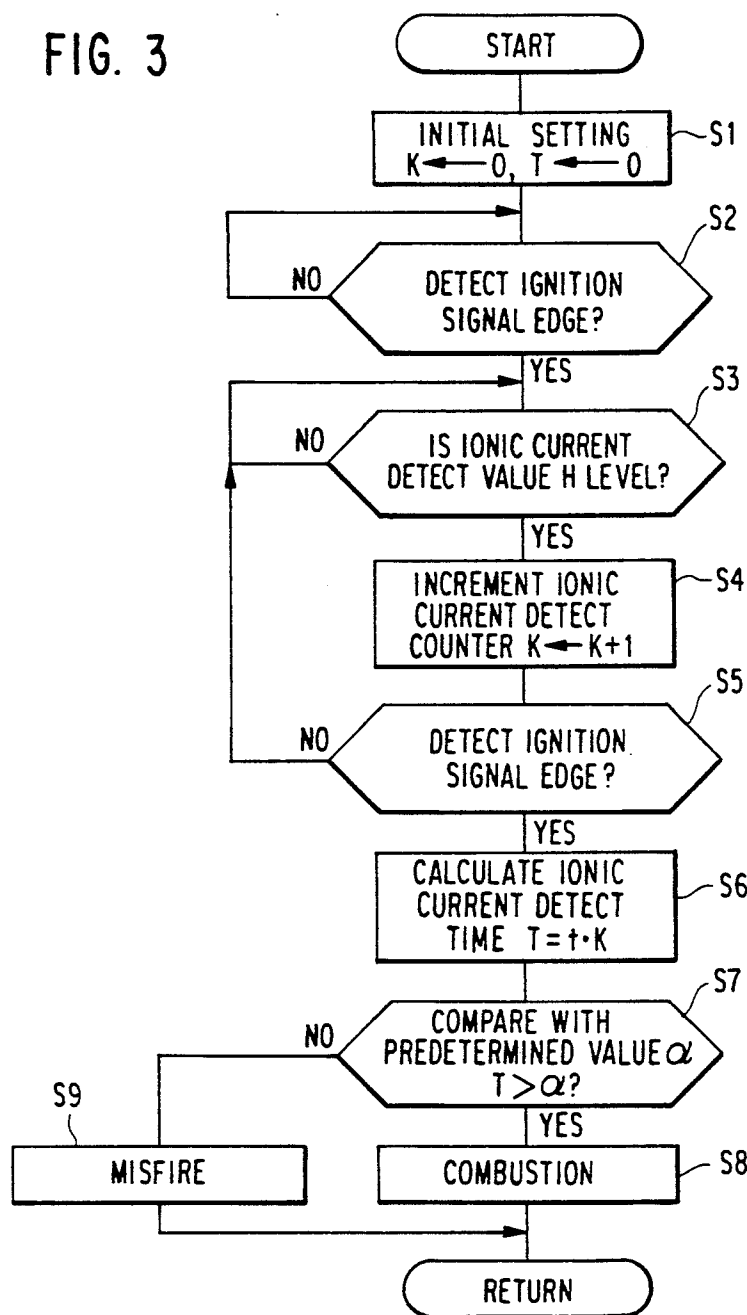 FIG. 3
START
INITIAL SETTING
K ← 0, T ← 0
S1
S2
NO
DETECT IGNITION
SIGNAL EDGE?
YES
S3
NO
IS IONIC CURRENT
DETECT VALUE H LEVEL?
YES
S4
INCREMENT IONIC
CURRENT DETECT
COUNTER K ← K+1
S5
NO
DETECT IGNITION
SIGNAL EDGE?
YES
CALCULATE IONIC
CURRENT DETECT
TIME T = t·K
S6
S7
NO
COMPARE WITH
PREDETERMINED VALUE α
T > α?
YES
S9
MISFIRE
COMBUSTION
S8
RETURN